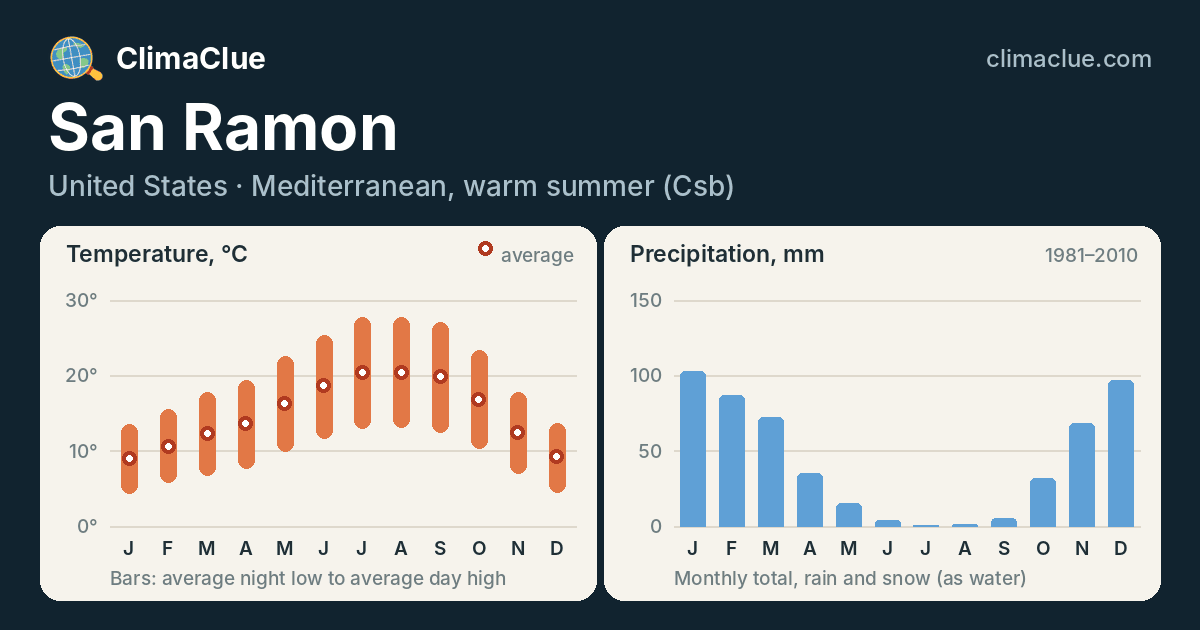 ClimaClue
climaclue.com
San Ramon
United States · Mediterranean, warm summer (Csb)
Temperature, °C
average
30°
20°
10°
0°
J F M A M J J A S O N D
Bars: average night low to average day high
Precipitation, mm
1981–2010
150
100
50
0
J F M A M J J A S O N D
Monthly total, rain and snow (as water)